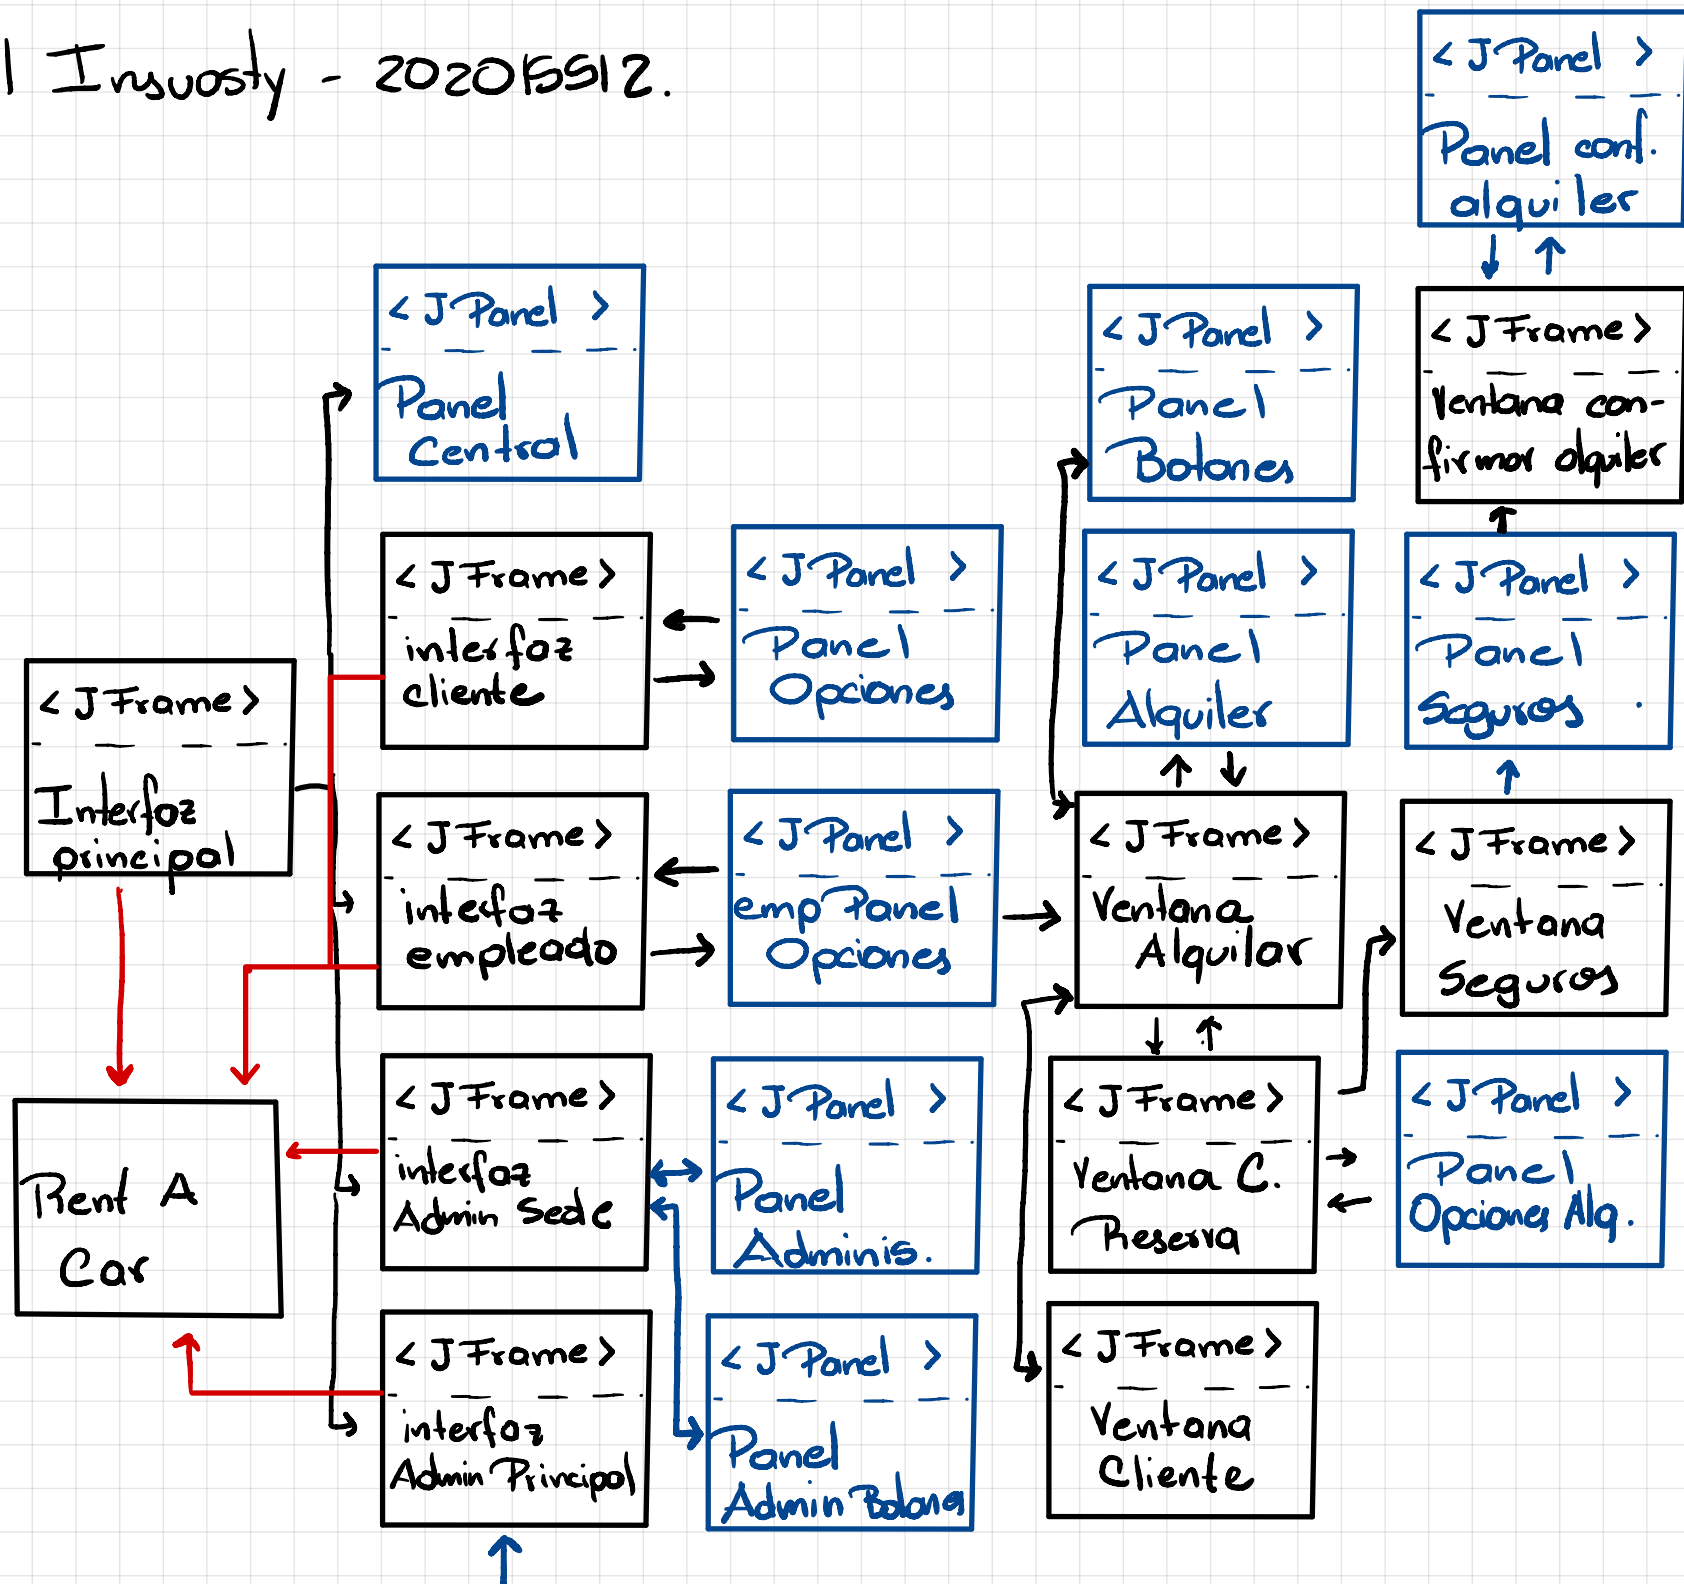 | Insuasty - 202015512.
< JPanel >
Panel conf.
alquiler
< JPanel >
Panel
Central
< JPanel >
Panel
Botones
< JFrame >
Ventana con-
firmar alquiler
< JFrame >
interfaz
cliente
< JPanel >
Panel
Opciones
< JPanel >
Panel
Alquiler
< JPanel >
Panel
Seguros
< JFrame >
Interfaz
principal
< JFrame >
interfaz
empleado
< JPanel >
emp Panel
Opciones
< JFrame >
Ventana
Alquilar
< JFrame >
Ventana
Seguros
Rent A
Car
< JFrame >
interfaz
Admin Sede
< JPanel >
Panel
Adminis.
< JFrame >
Ventana C.
Reserva
< JPanel >
Panel
Opciones Alq.
< JFrame >
interfaz
Admin Principal
< JPanel >
Panel
Admin Botones
< JFrame >
Ventana
Cliente